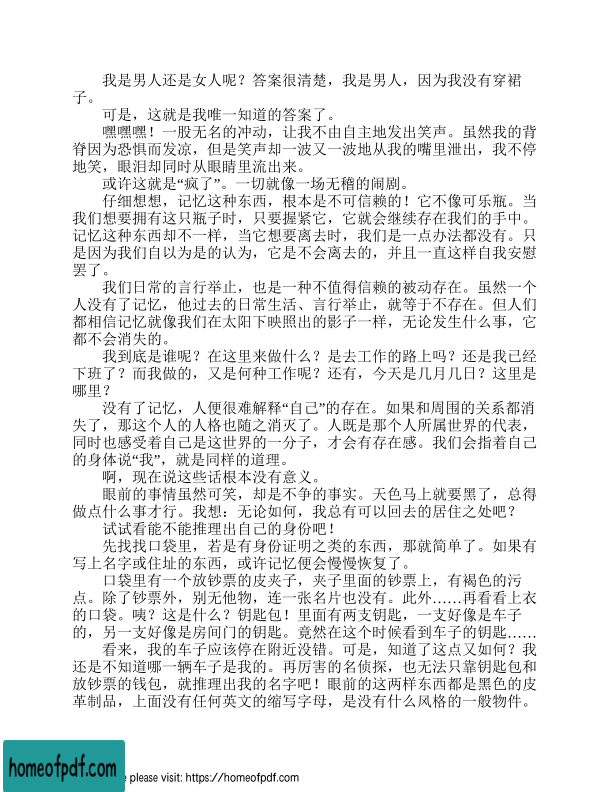 我是男人还是女人呢？答案很清楚，我是男人，因为我没有穿裙
子。
可是，这就是我唯一知道的答案了。
嘿嘿嘿！一股无名的冲动，让我不由自主地发出笑声。虽然我的背
脊因为恐惧而发凉，但是笑声却一波又一波地从我的嘴里泄出，我不停
地笑，眼泪却同时从眼睛里流出来。
或许这就是“疯了”。一切就像一场无稽的闹剧。
仔细想想，记忆这种东西，根本是不可信赖的！它不像可乐瓶。当
我们想要拥有这只瓶子时，只要握紧它，它就会继续存在我们的手中。
记忆这种东西却不一样，当它想要离去时，我们是一点办法都没有。只
是因为我们自以为是的认为，它是不会离去的，并且一直这样自我安慰
罢了。
我们日常的言行举止，也是一种不值得信赖的被动存在。虽然一个
人没有了记忆，他过去的日常生活、言行举止，就等于不存在。但人们
都相信记忆就像我们在太阳下映照出的影子一样，无论发生什么事，它
都不会消失的。
我到底是谁呢？在这里来做什么？是去工作的路上吗？还是我已经
下班了？而我做的，又是何种工作呢？还有，今天是几月几日？这里是
哪里？
没有了记忆，人便很难解释“自己”的存在。如果和周围的关系都消
失了，那这个人的人格也随之消灭了。人既是那个人所属世界的代表，
同时也感受着自己是这世界的一分子，才会有存在感。我们会指着自己
的身体说“我”，就是同样的道理。
啊，现在说这些话根本没有意义。
眼前的事情虽然可笑，却是不争的事实。天色马上就要黑了，总得
做点什么事才行。我想：无论如何，我总有可以回去的居住之处吧？
试试看能不能推理出自己的身份吧！
先找找口袋里，若是有身份证明之类的东西，那就简单了。如果有
写上名字或住址的东西，或许记忆便会慢慢恢复了。
口袋里有一个放钞票的皮夹子，夹子里面的钞票上，有褐色的污
点。除了钞票外，别无他物，连一张名片也没有。此外……再看看上衣
的口袋。咦？这是什么？钥匙包！里面有两支钥匙，一支好像是车子
的，另一支好像是房间门的钥匙。竟然在这个时候看到车子的钥匙……
看来，我的车子应该停在附近没错。可是，知道了这点又如何？我
还是不知道哪一辆车子是我的。再厉害的名侦探，也无法只靠钥匙包和
放钞票的钱包，就推理出我的名字吧！眼前的这两样东西都是黑色的皮
革制品，上面没有任何英文的缩写字母，是没有什么风格的一般物件。
homeofpdf.com
please visit: https://homeofpdf.com